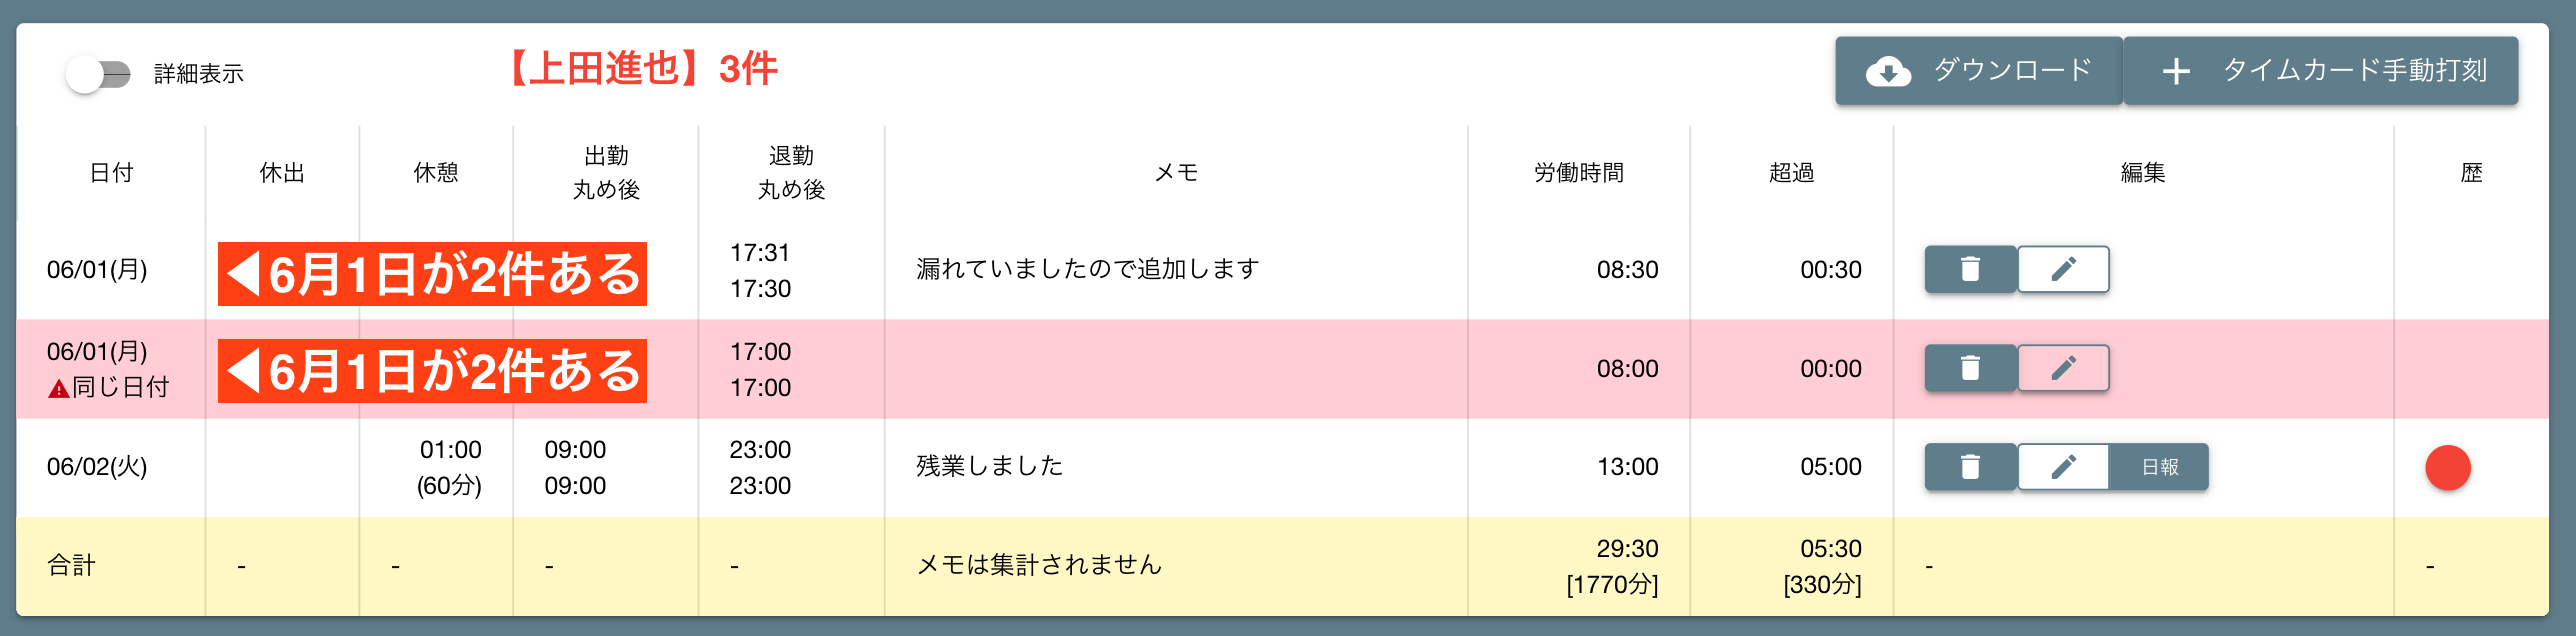 詳細表示
【上田進也】3件
ダウンロード
タイムカード手動打刻
日付
休出
休憩
出勤
丸め後
退勤
丸め後
メモ
労働時間
超過
編集
歴
06/01(月)
◀6月1日が2件ある
17:31
17:30
漏れていましたので追加します
08:30
00:30
06/01(月)
同じ日付
◀6月1日が2件ある
17:00
17:00
08:00
00:00
06/02(火)
01:00
(60分)
09:00
09:00
23:00
23:00
残業しました
13:00
05:00
日報
合計
-
-
-
-
メモは集計されません
29:30
[1770分]
05:30
[330分]
-
-